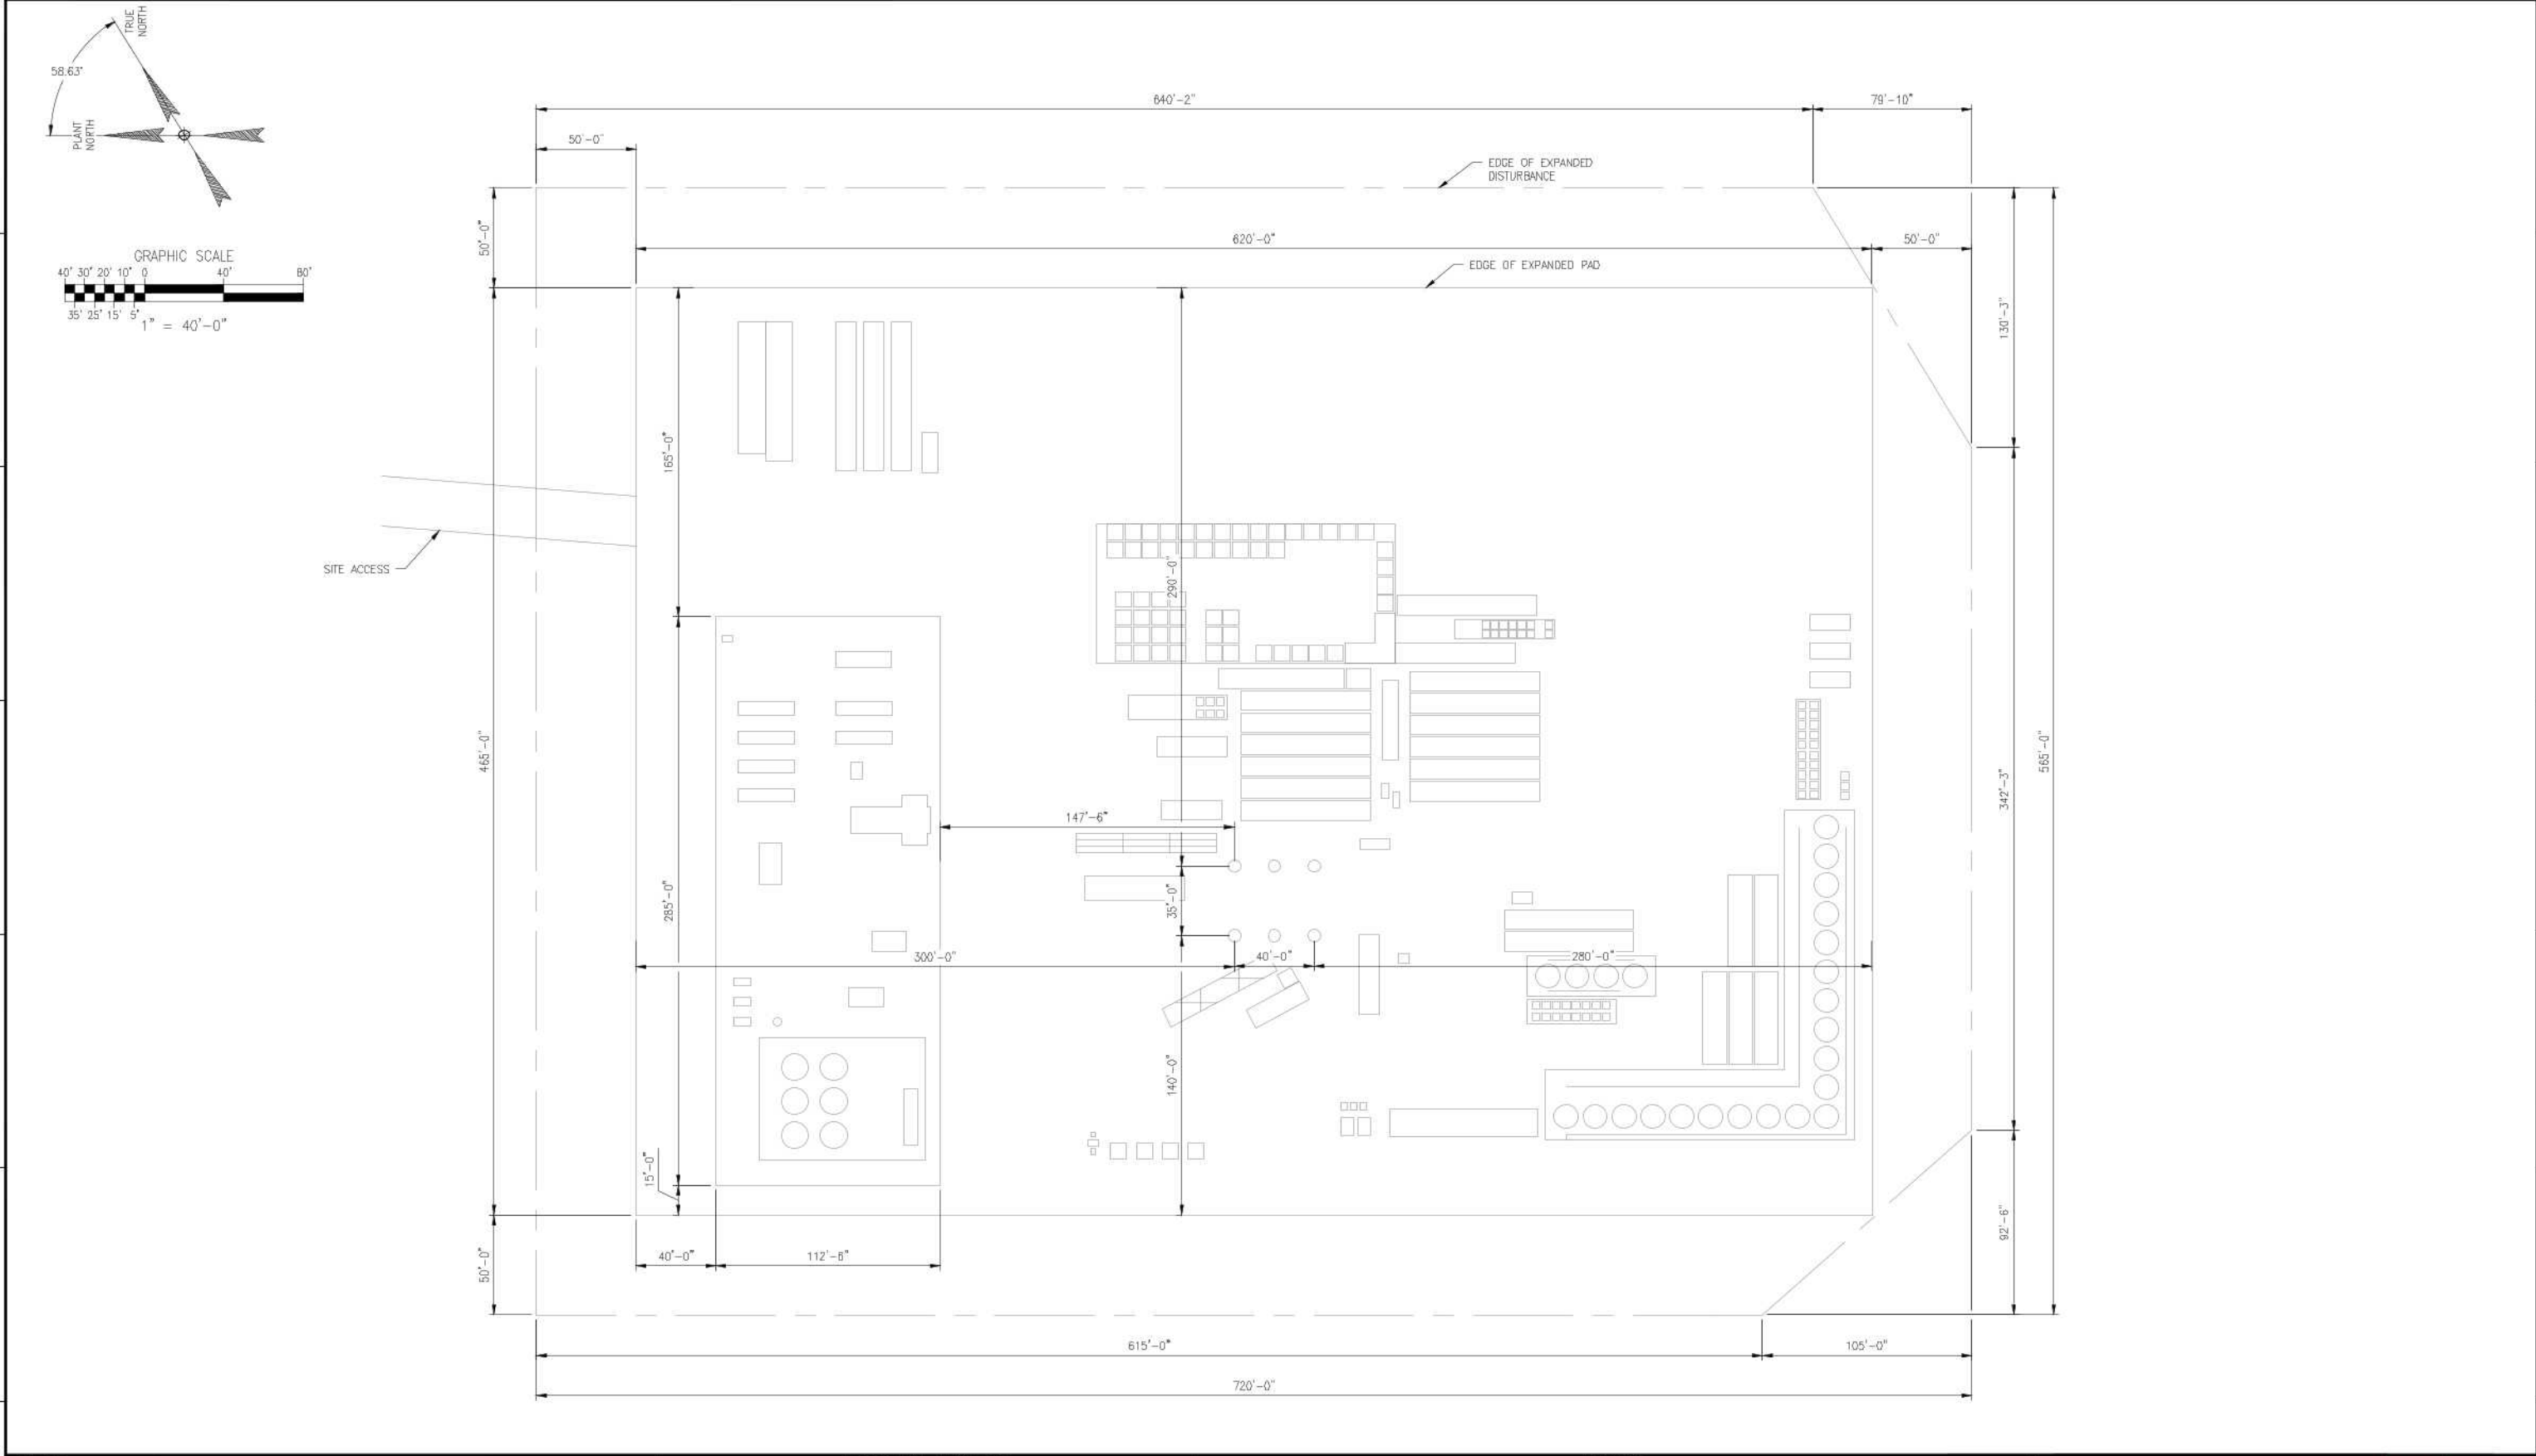 TRUE
NORTH
58.63°
PLANT
NORTH
GRAPHIC SCALE
40' 30' 20' 10' 0 40' 80'
35' 25' 15' 5'
1" = 40'-0"
640'-2"
79'-10"
50'-0"
EDGE OF EXPANDED
DISTURBANCE
50'-0"
620'-0"
50'-0"
EDGE OF EXPANDED PAD
130'-3"
165'-0"
SITE ACCESS
290'-0"
465'-0"
565'-0"
342'-3"
147'-6"
285'-0"
35'-0"
300'-0"
40'-0"
280'-0"
140'-0"
15'-0"
92'-6"
40'-0"
112'-6"
50'-0"
615'-0"
105'-0"
720'-0"